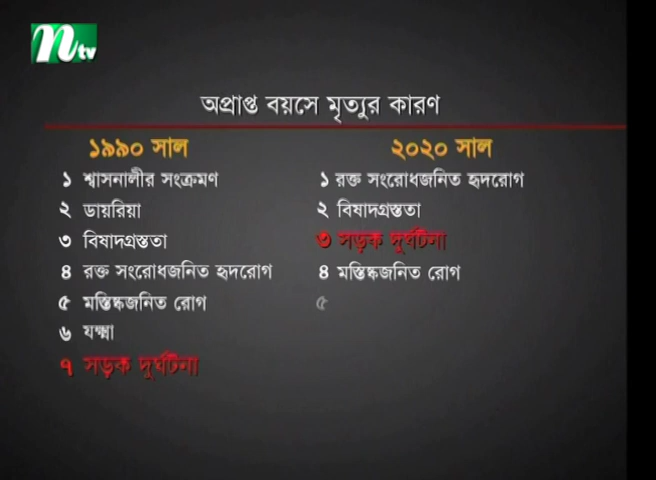 ntv
অপ্রাপ্ত বয়সে মৃত্যুর কারণ
১৯৯০ সাল
১ শ্বাসনালীর সংক্রমণ
২ ডায়রিয়া
৩ বিষাদগ্রস্ততা
৪ রক্ত সংরোধজনিত হৃদরোগ
৫ মস্তিষ্কজনিত রোগ
৬ যক্ষ্মা
৭ সড়ক দুর্ঘটনা
২০২০ সাল
১ রক্ত সংরোধজনিত হৃদরোগ
২ বিষাদগ্রস্ততা
৩ সড়ক দুর্ঘটনা
৪ মস্তিষ্কজনিত রোগ
৫